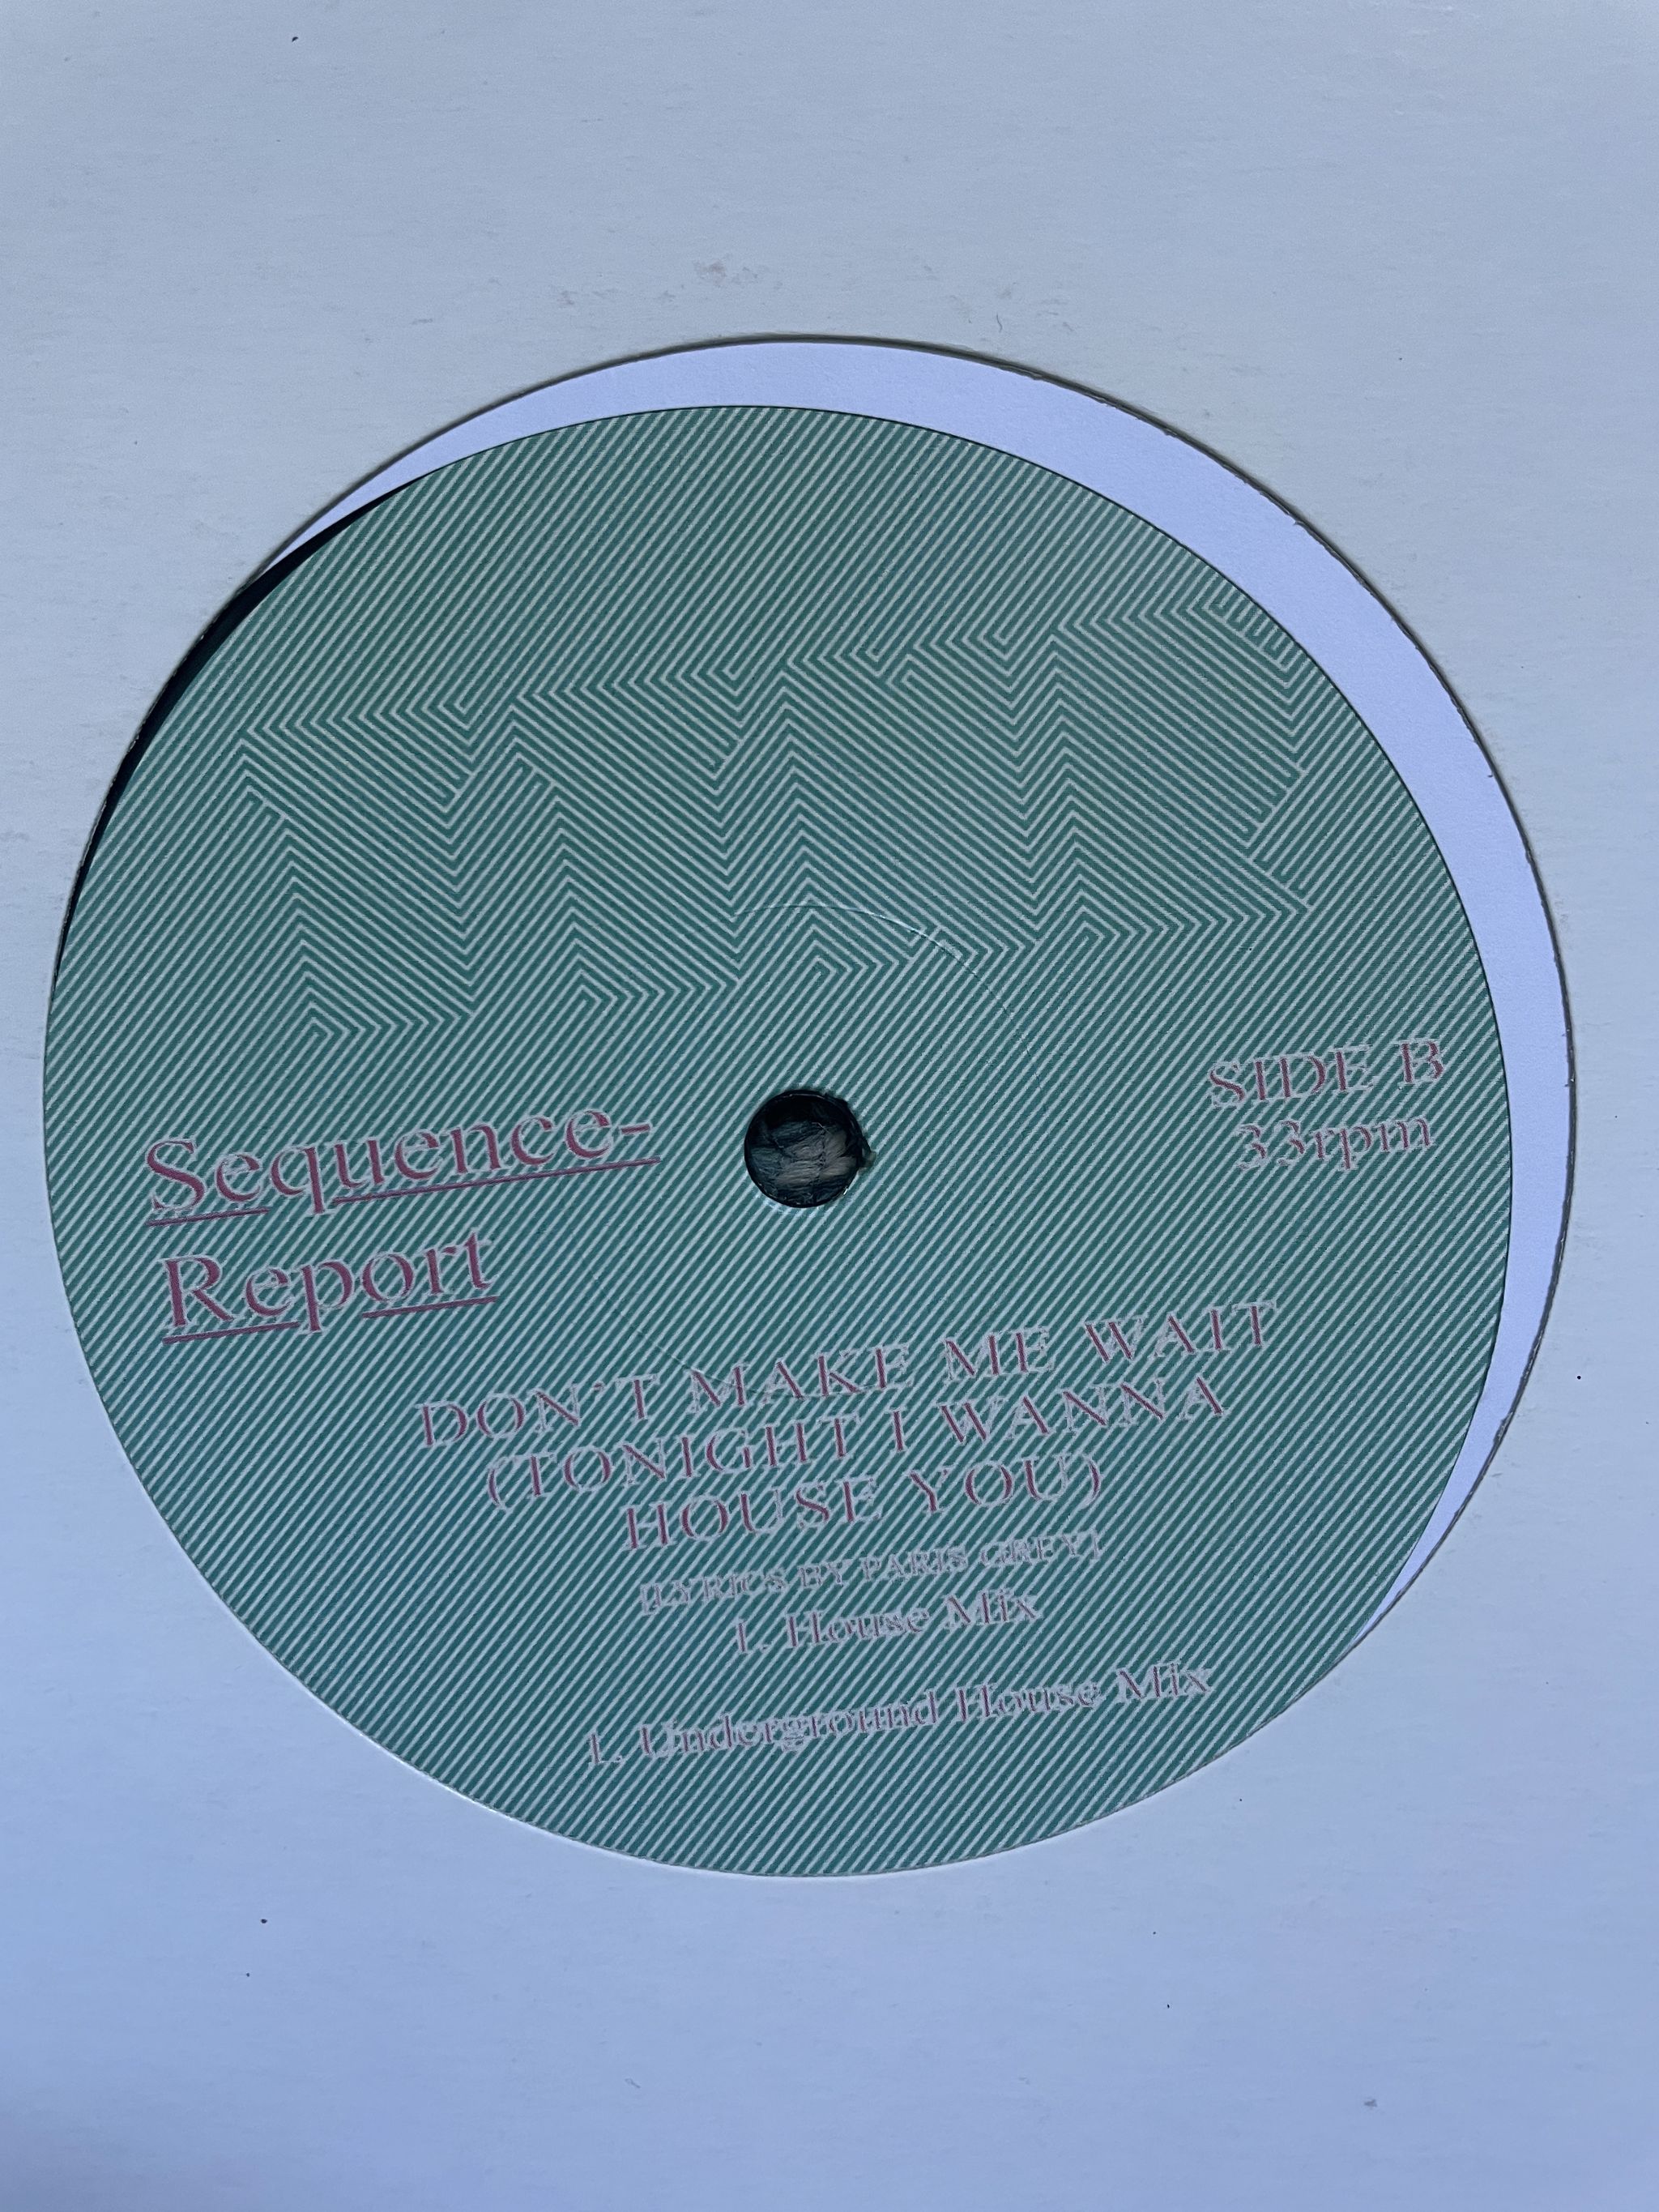 Sequence-
Report
SIDE B
33rpm
DON'T MAKE ME WAIT
(TONIGHT I WANNA
HOUSE YOU)
[LYRICS BY PARIS GREY]
1. House Mix
1. Underground House Mix